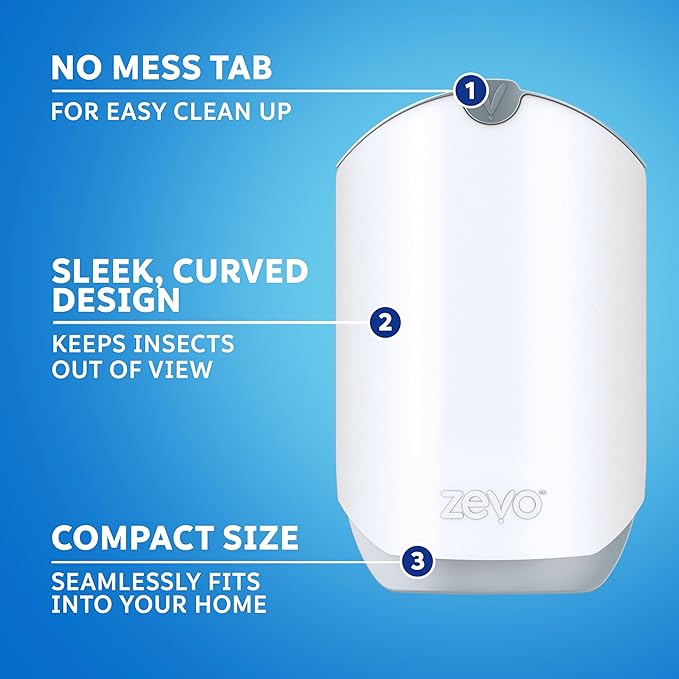 NO MESS TAB
FOR EASY CLEAN UP
1
SLEEK, CURVED
DESIGN
2
KEEPS INSECTS
OUT OF VIEW
zevo™
COMPACT SIZE
3
SEAMLESSLY FITS
INTO YOUR HOME